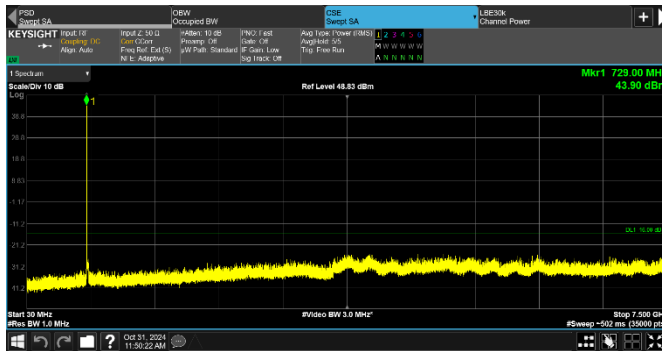 PSD
Swept SA
OBW
Occupied BW
CSE
Swept SA
LBE30k
Channel Power
KEYSIGHT
Input: RF
Coupling: DC
Align: Auto
Input Z: 50 Ω
Corr CCorr
Freq Ref: Ext (S)
NFE: Adaptive
#Atten: 10 dB
Preamp: Off
µW Path: Standard
PNO: Fast
Gate: Off
IF Gain: Low
Sig Track: Off
Avg Type: Power (RMS)
Avg|Hold: 5/5
Trig: Free Run
1 2 3 4 5 6
M W W W W W
A N N N N N
1 Spectrum
Scale/Div 10 dB
Log
Ref Level 48.83 dBm
Mkr1 729.00 MH
43.90 dBr
1
38.8
28.8
18.8
8.83
-1.17
-11.2
-21.2
-31.2
-41.2
Start 30 MHz
#Res BW 1.0 MHz
#Video BW 3.0 MHz*
Stop 7.500 GH
#Sweep ~502 ms (35000 pts
Oct 31, 2024
11:50:22 AM